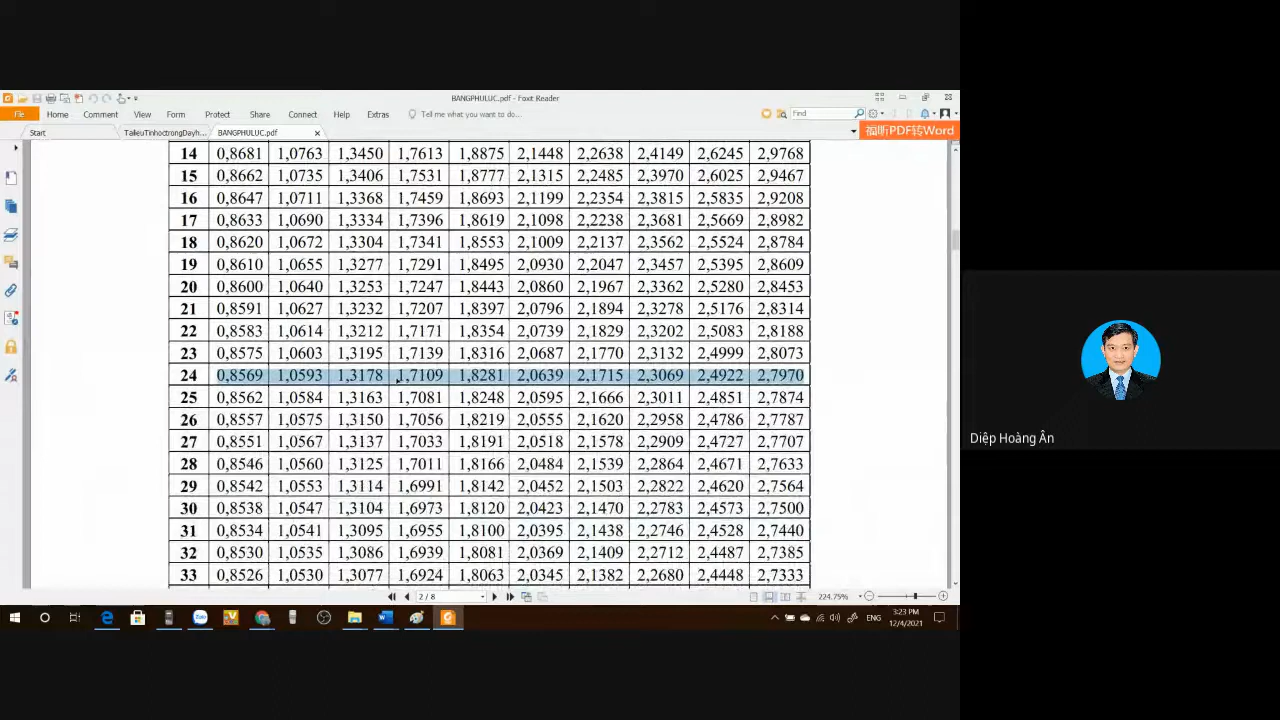 BANGPHULUC.pdf - Foxit Reader
File Home Comment View Form Protect Share Connect Help Extras Tell me what you want to do... Find
Start TailieuTinhoctrongDayh... BANGPHULUC.pdf 福昕PDF转Word
14 0,8681 1,0763 1,3450 1,7613 1,8875 2,1448 2,2638 2,4149 2,6245 2,9768
15 0,8662 1,0735 1,3406 1,7531 1,8777 2,1315 2,2485 2,3970 2,6025 2,9467
16 0,8647 1,0711 1,3368 1,7459 1,8693 2,1199 2,2354 2,3815 2,5835 2,9208
17 0,8633 1,0690 1,3334 1,7396 1,8619 2,1098 2,2238 2,3681 2,5669 2,8982
18 0,8620 1,0672 1,3304 1,7341 1,8553 2,1009 2,2137 2,3562 2,5524 2,8784
19 0,8610 1,0655 1,3277 1,7291 1,8495 2,0930 2,2047 2,3457 2,5395 2,8609
20 0,8600 1,0640 1,3253 1,7247 1,8443 2,0860 2,1967 2,3362 2,5280 2,8453
21 0,8591 1,0627 1,3232 1,7207 1,8397 2,0796 2,1894 2,3278 2,5176 2,8314
22 0,8583 1,0614 1,3212 1,7171 1,8354 2,0739 2,1829 2,3202 2,5083 2,8188
23 0,8575 1,0603 1,3195 1,7139 1,8316 2,0687 2,1770 2,3132 2,4999 2,8073
24 0,8569 1,0593 1,3178 1,7109 1,8281 2,0639 2,1715 2,3069 2,4922 2,7970
25 0,8562 1,0584 1,3163 1,7081 1,8248 2,0595 2,1666 2,3011 2,4851 2,7874
26 0,8557 1,0575 1,3150 1,7056 1,8219 2,0555 2,1620 2,2958 2,4786 2,7787
27 0,8551 1,0567 1,3137 1,7033 1,8191 2,0518 2,1578 2,2909 2,4727 2,7707
28 0,8546 1,0560 1,3125 1,7011 1,8166 2,0484 2,1539 2,2864 2,4671 2,7633
29 0,8542 1,0553 1,3114 1,6991 1,8142 2,0452 2,1503 2,2822 2,4620 2,7564
30 0,8538 1,0547 1,3104 1,6973 1,8120 2,0423 2,1470 2,2783 2,4573 2,7500
31 0,8534 1,0541 1,3095 1,6955 1,8100 2,0395 2,1438 2,2746 2,4528 2,7440
32 0,8530 1,0535 1,3086 1,6939 1,8081 2,0369 2,1409 2,2712 2,4487 2,7385
33 0,8526 1,0530 1,3077 1,6924 1,8063 2,0345 2,1382 2,2680 2,4448 2,7333
2 / 8 224.75%
Zalo ENG 3:23 PM
12/4/2021
Diệp Hoàng Ân